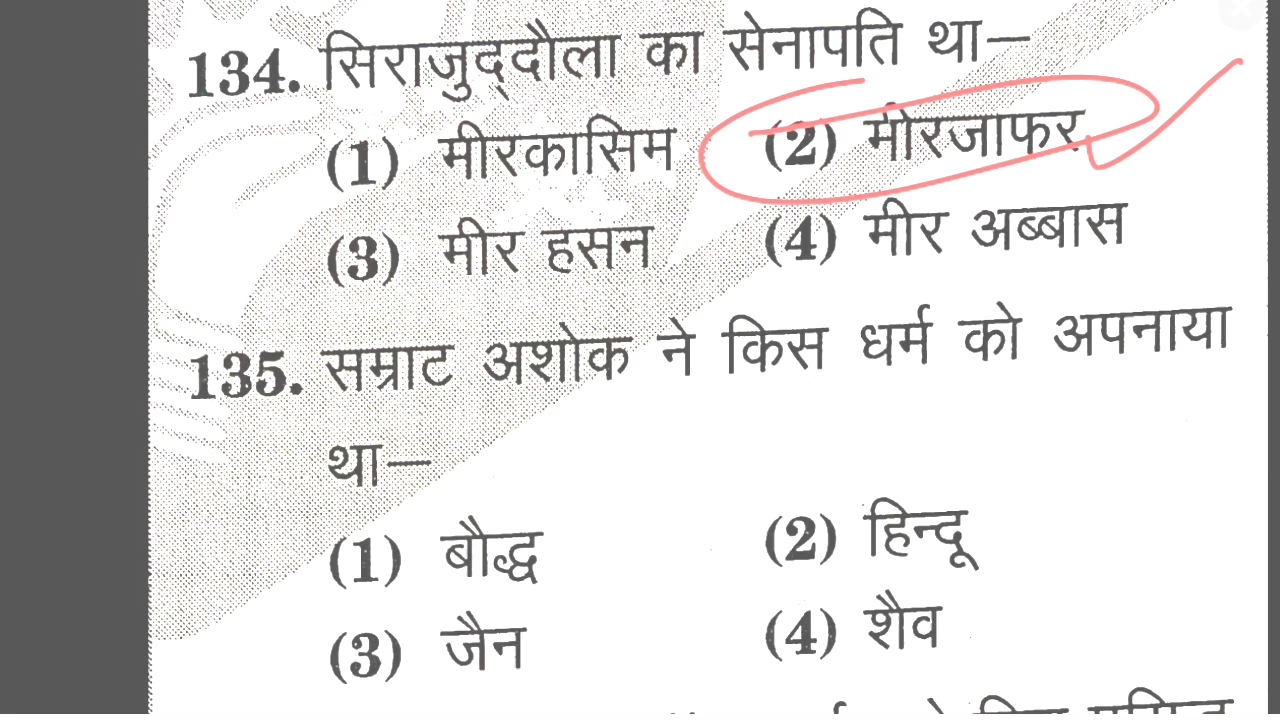 134. सिराजुद्दौला का सेनापति था—
(1) मीरकासिम (2) मीरजाफर
(3) मीर हसन (4) मीर अब्बास
135. सम्राट अशोक ने किस धर्म को अपनाया
था—
(1) बौद्ध (2) हिन्दू
(3) जैन (4) शैव